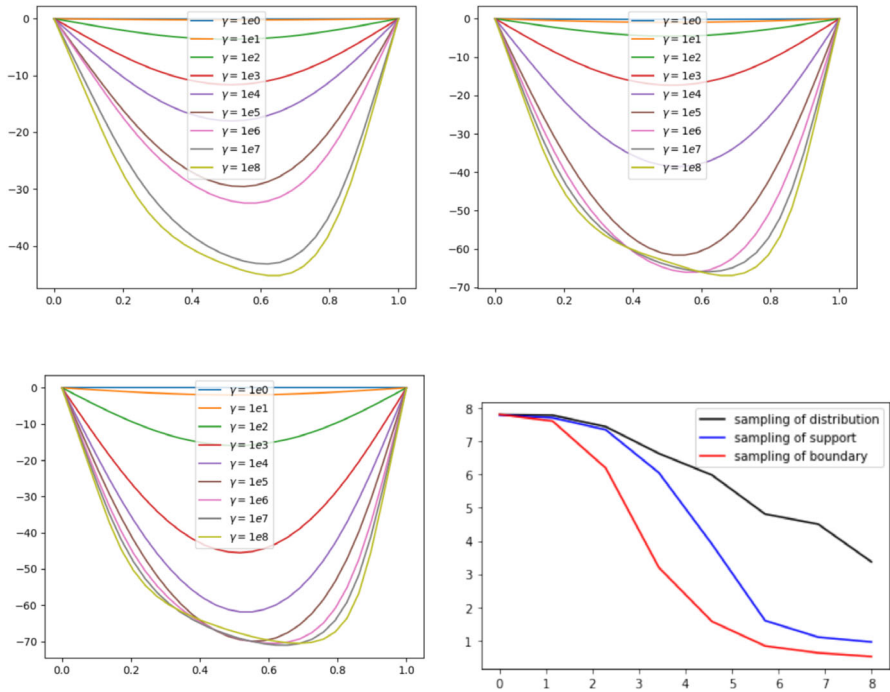 0
−10
−20
−30
−40
0.0 0.2 0.4 0.6 0.8 1.0
γ = 1e0
γ = 1e1
γ = 1e2
γ = 1e3
γ = 1e4
γ = 1e5
γ = 1e6
γ = 1e7
γ = 1e8
0
−10
−20
−30
−40
−50
−60
−70
0.0 0.2 0.4 0.6 0.8 1.0
γ = 1e0
γ = 1e1
γ = 1e2
γ = 1e3
γ = 1e4
γ = 1e5
γ = 1e6
γ = 1e7
γ = 1e8
0
−10
−20
−30
−40
−50
−60
−70
0.0 0.2 0.4 0.6 0.8 1.0
γ = 1e0
γ = 1e1
γ = 1e2
γ = 1e3
γ = 1e4
γ = 1e5
γ = 1e6
γ = 1e7
γ = 1e8
8
7
6
5
4
3
2
1
0 1 2 3 4 5 6 7 8
sampling of distribution
sampling of support
sampling of boundary